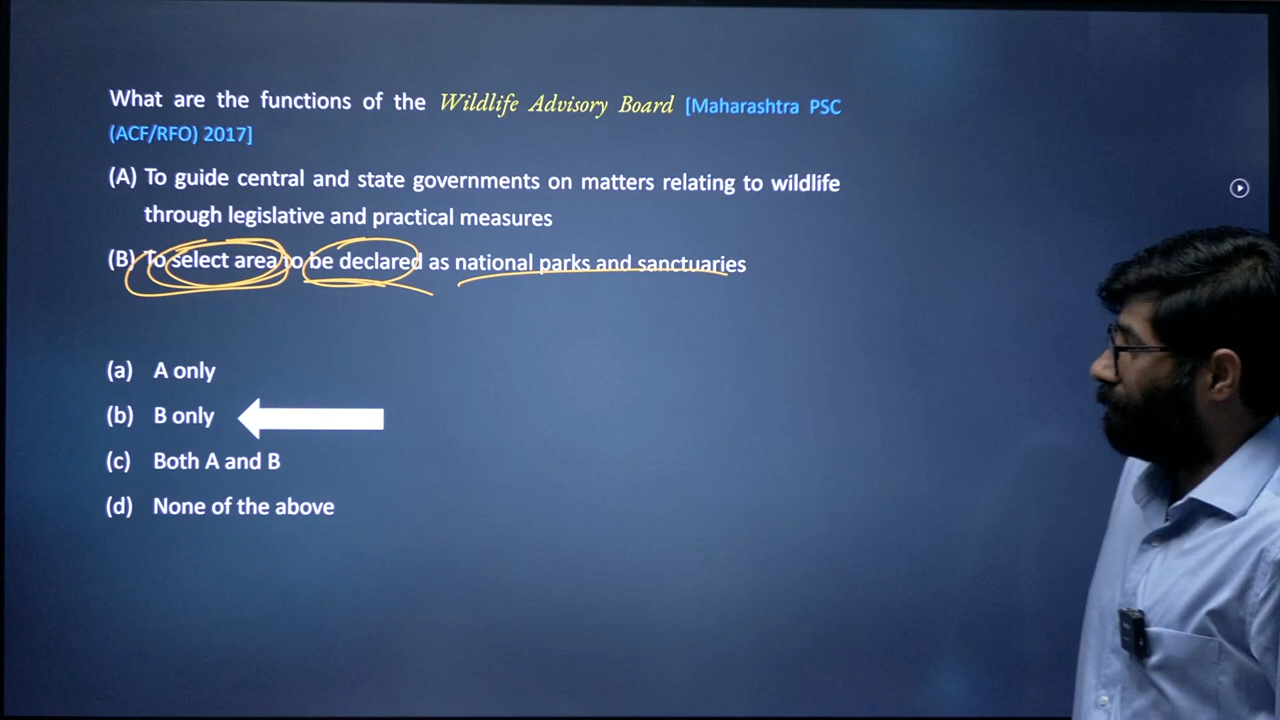 What are the functions of the Wildlife Advisory Board [Maharashtra PSC
(ACF/RFO) 2017]
(A) To guide central and state governments on matters relating to wildlife
through legislative and practical measures
(B) To select area to be declared as national parks and sanctuaries
(a) A only
(b) B only
(c) Both A and B
(d) None of the above